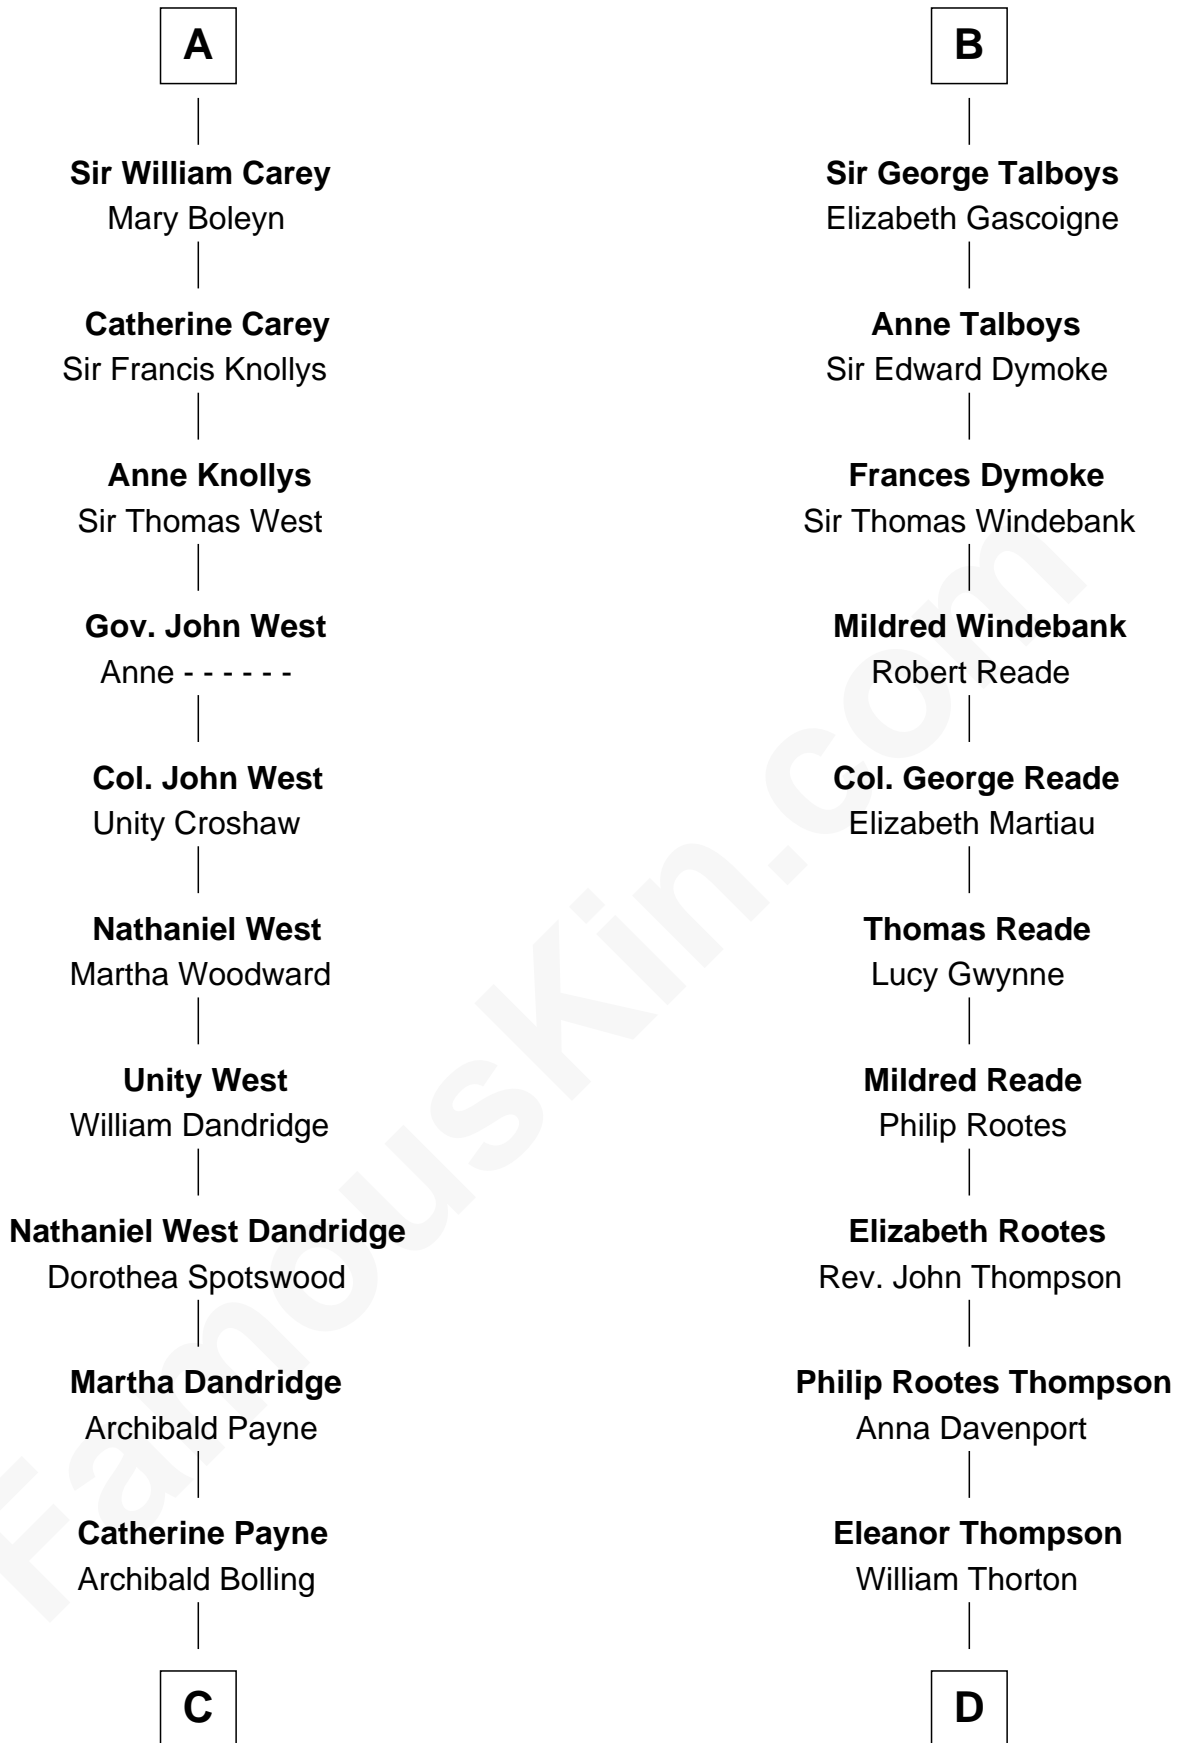 A
Sir William Carey
Mary Boleyn
Catherine Carey
Sir Francis Knollys
Anne Knollys
Sir Thomas West
Gov. John West
Anne - - - - - -
Col. John West
Unity Croshaw
Nathaniel West
Martha Woodward
Unity West
William Dandridge
Nathaniel West Dandridge
Dorothea Spotswood
Martha Dandridge
Archibald Payne
Catherine Payne
Archibald Bolling
C
B
Sir George Talboys
Elizabeth Gascoigne
Anne Talboys
Sir Edward Dymoke
Frances Dymoke
Sir Thomas Windebank
Mildred Windebank
Robert Reade
Col. George Reade
Elizabeth Martiau
Thomas Reade
Lucy Gwynne
Mildred Reade
Philip Rootes
Elizabeth Rootes
Rev. John Thompson
Philip Rootes Thompson
Anna Davenport
Eleanor Thompson
William Thorton
D
FamousKin.com